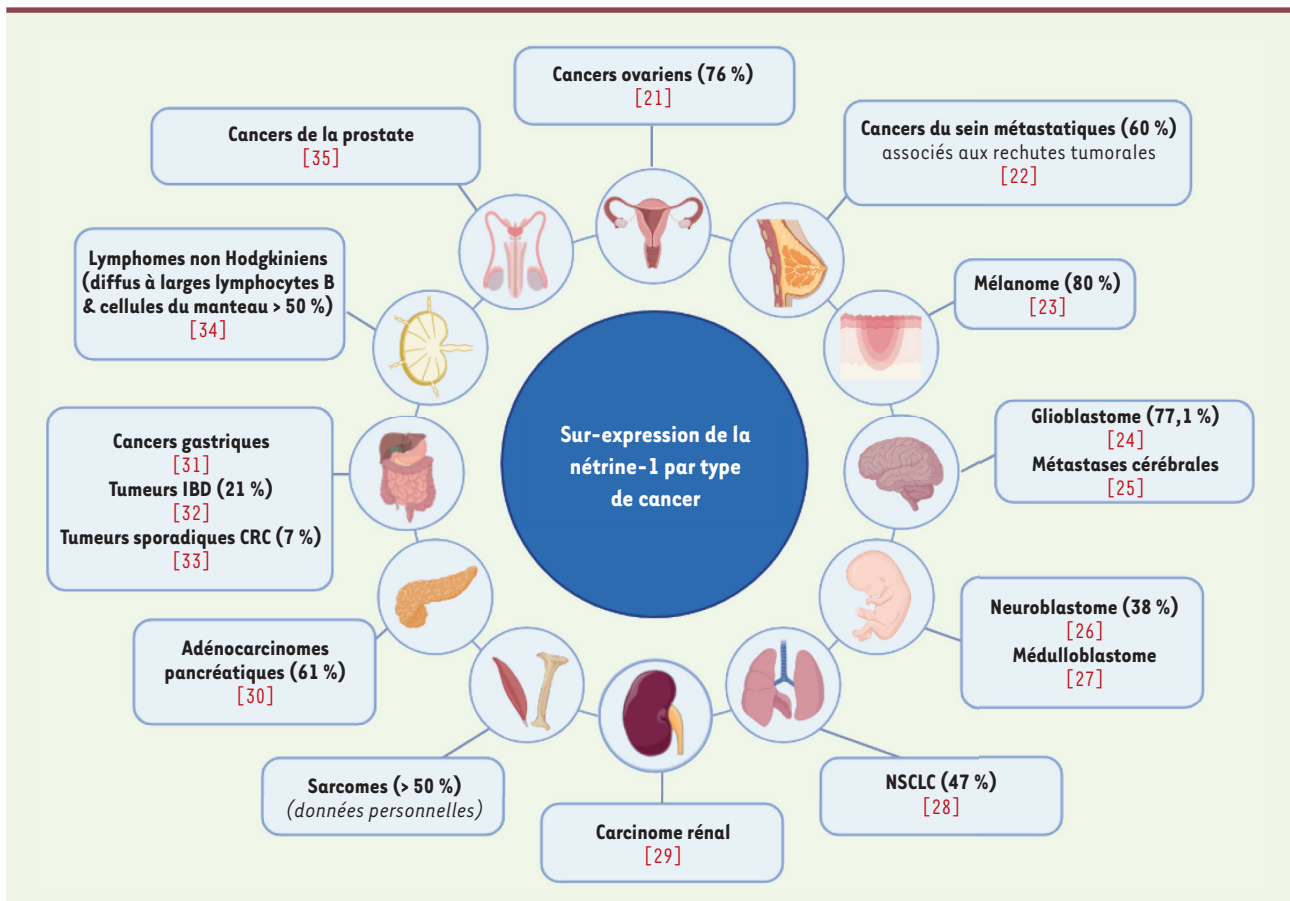 Cancers ovariens (76 %)
[21]
Cancers du sein métastatiques (60 %)
associés aux rechutes tumorales
[22]
Mélanome (80 %)
[23]
Glioblastome (77,1 %)
[24]
Métastases cérébrales
[25]
Neuroblastome (38 %)
[26]
Médulloblastome
[27]
NSCLC (47 %)
[28]
Carcinome rénal
[29]
Sarcomes (> 50 %)
(données personnelles)
Adénocarcinomes
pancréatiques (61 %)
[30]
Cancers gastriques
[31]
Tumeurs IBD (21 %)
[32]
Tumeurs sporadiques CRC (7 %)
[33]
Lymphomes non Hodgkiniens
(diffus à larges lymphocytes B
& cellules du manteau > 50 %)
[34]
Cancers de la prostate
[35]
Sur-expression de la
nétrine-1 par type
de cancer